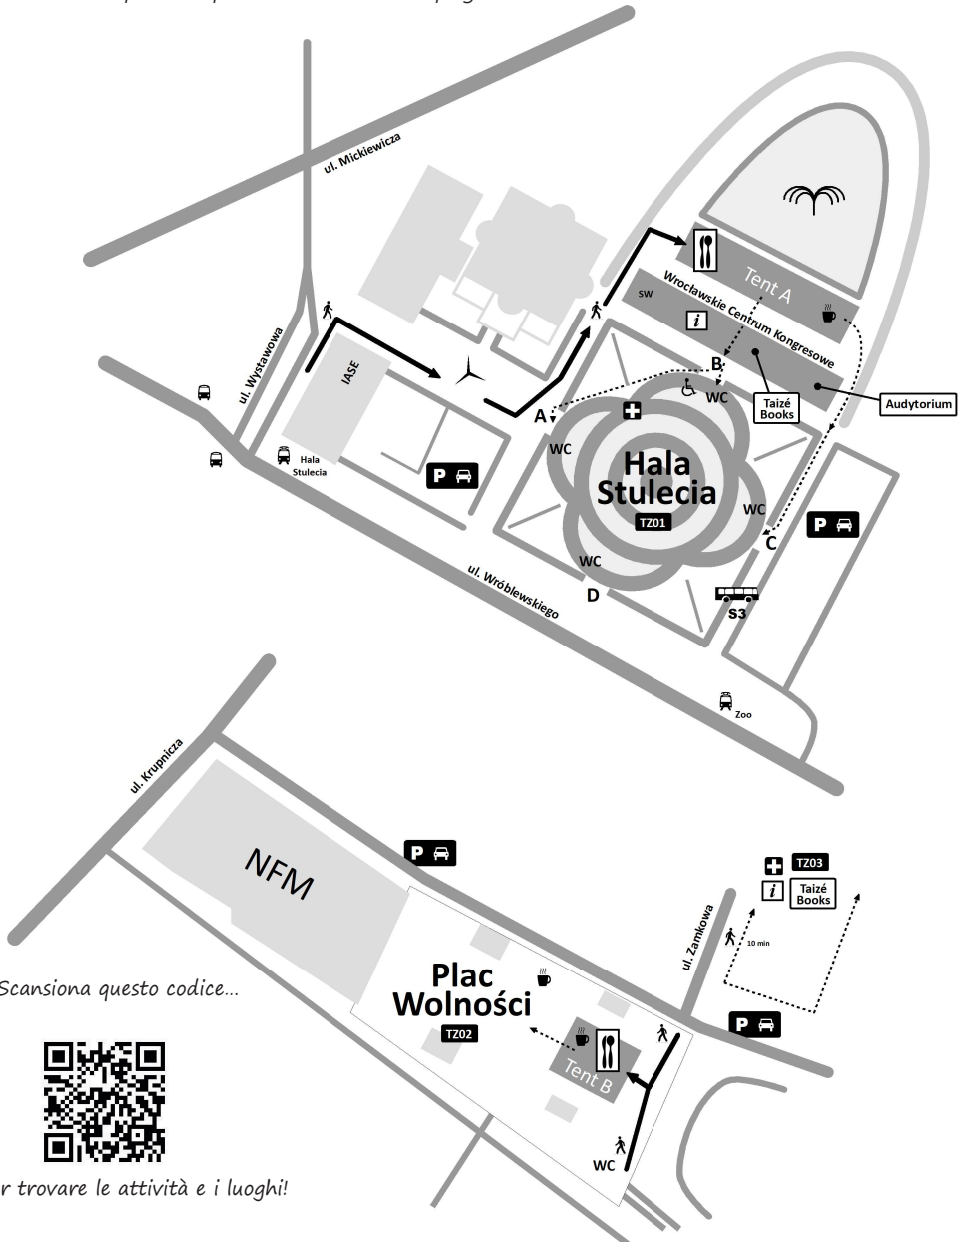 ul. Mickiewicza
ul. Wystawowa
IASE
Hala
Stulecia
P
Tent A
Wrocławskie Centrum Kongresowe
SW
i
Taizé
Books
Audytorium
A
B
WC
WC
Hala
Stulecia
TZ01
WC
WC
C
D
P
S3
ul. Wróblewskiego
Zoo
ul. Krupnicza
NFM
P
Plac
Wolności
TZ02
Tent B
WC
ul. Zamkowa
10 min
TZ03
i
Taizé
Books
P
Scansiona questo codice...
r trovare le attività e i luoghi!